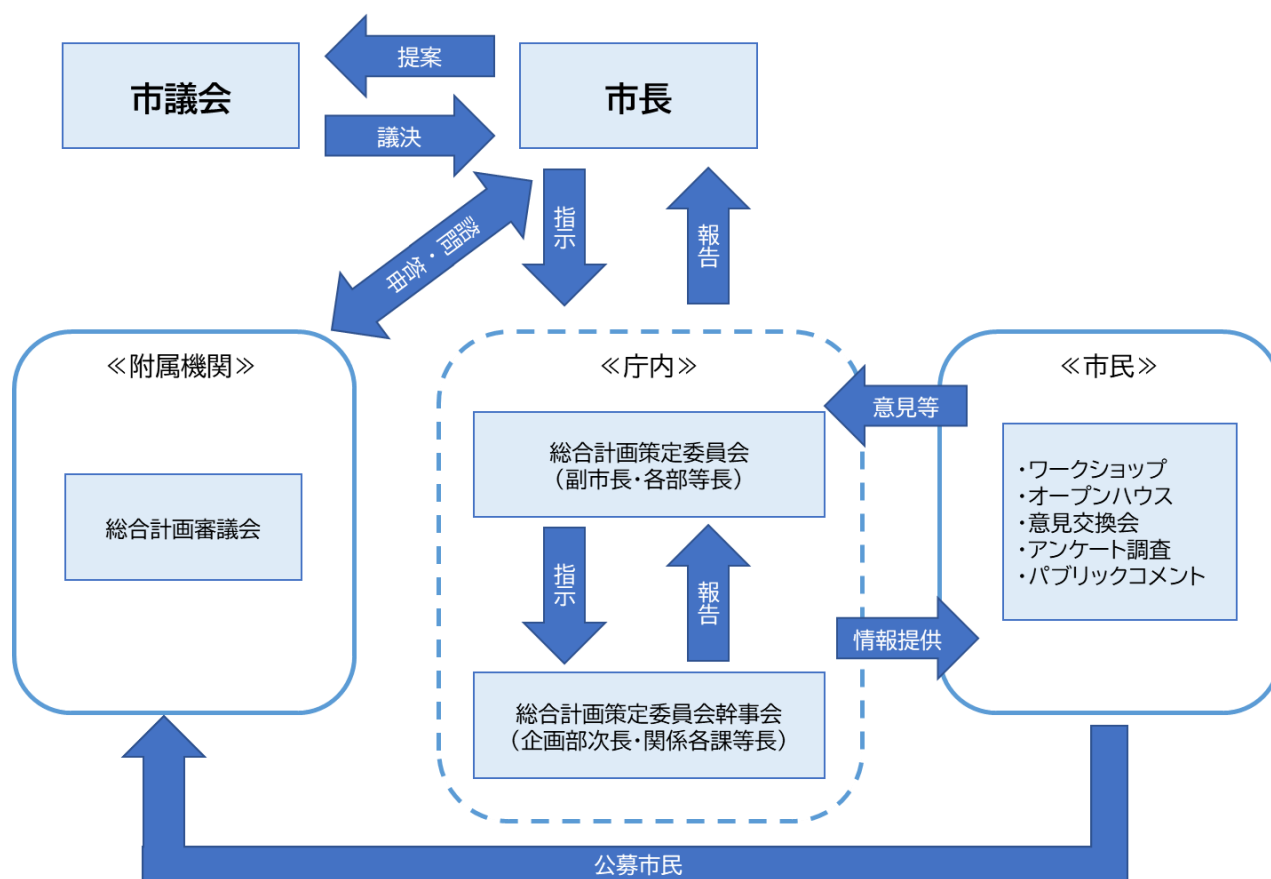 提案
市議会
市長
議決
諮問・答申
指示
報告
≪附属機関≫
≪庁内≫
≪市民≫
意見等
総合計画策定委員会
（副市長・各部等長）
・ワークショップ
・オープンハウス
・意見交換会
・アンケート調査
・パブリックコメント
総合計画審議会
指示
報告
情報提供
総合計画策定委員会幹事会
（企画部次長・関係各課等長）
公募市民